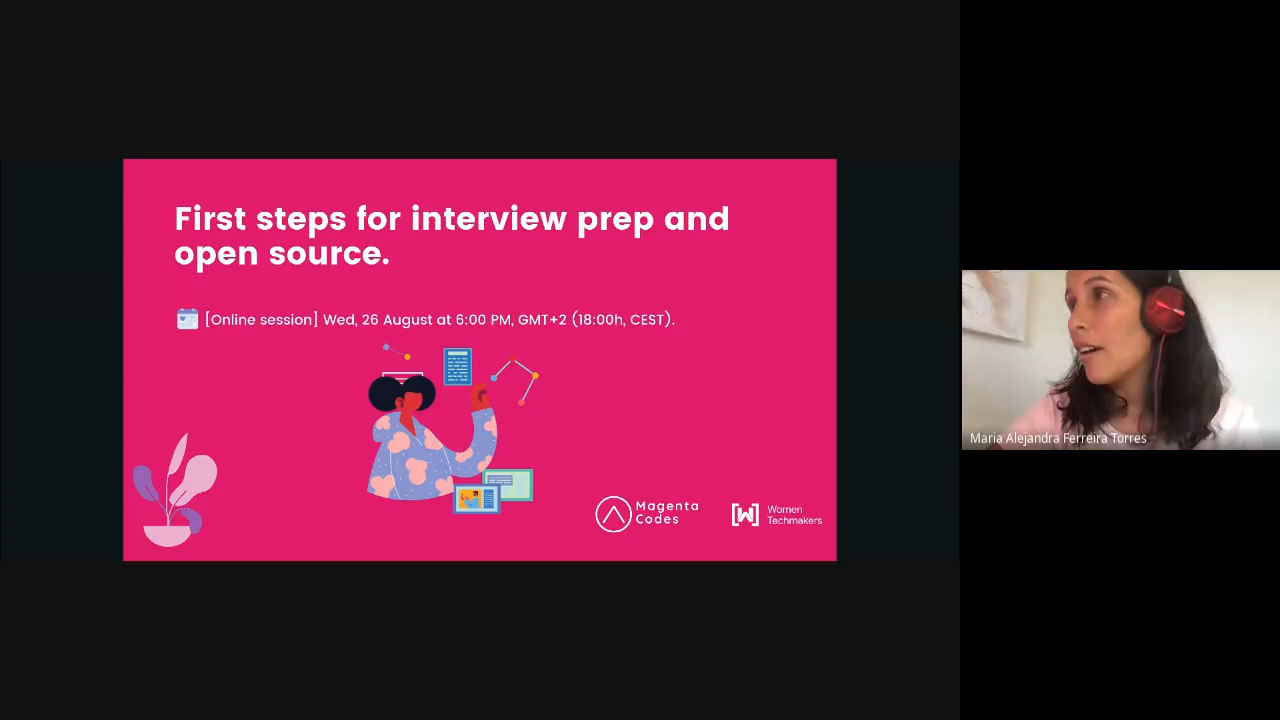 First steps for interview prep and
open source.
[Online session] Wed, 26 August at 6:00 PM, GMT+2 (18:00h, CEST).
Magenta
Codes
[W]
Women
Techmakers
Maria Alejandra Ferreira Torres